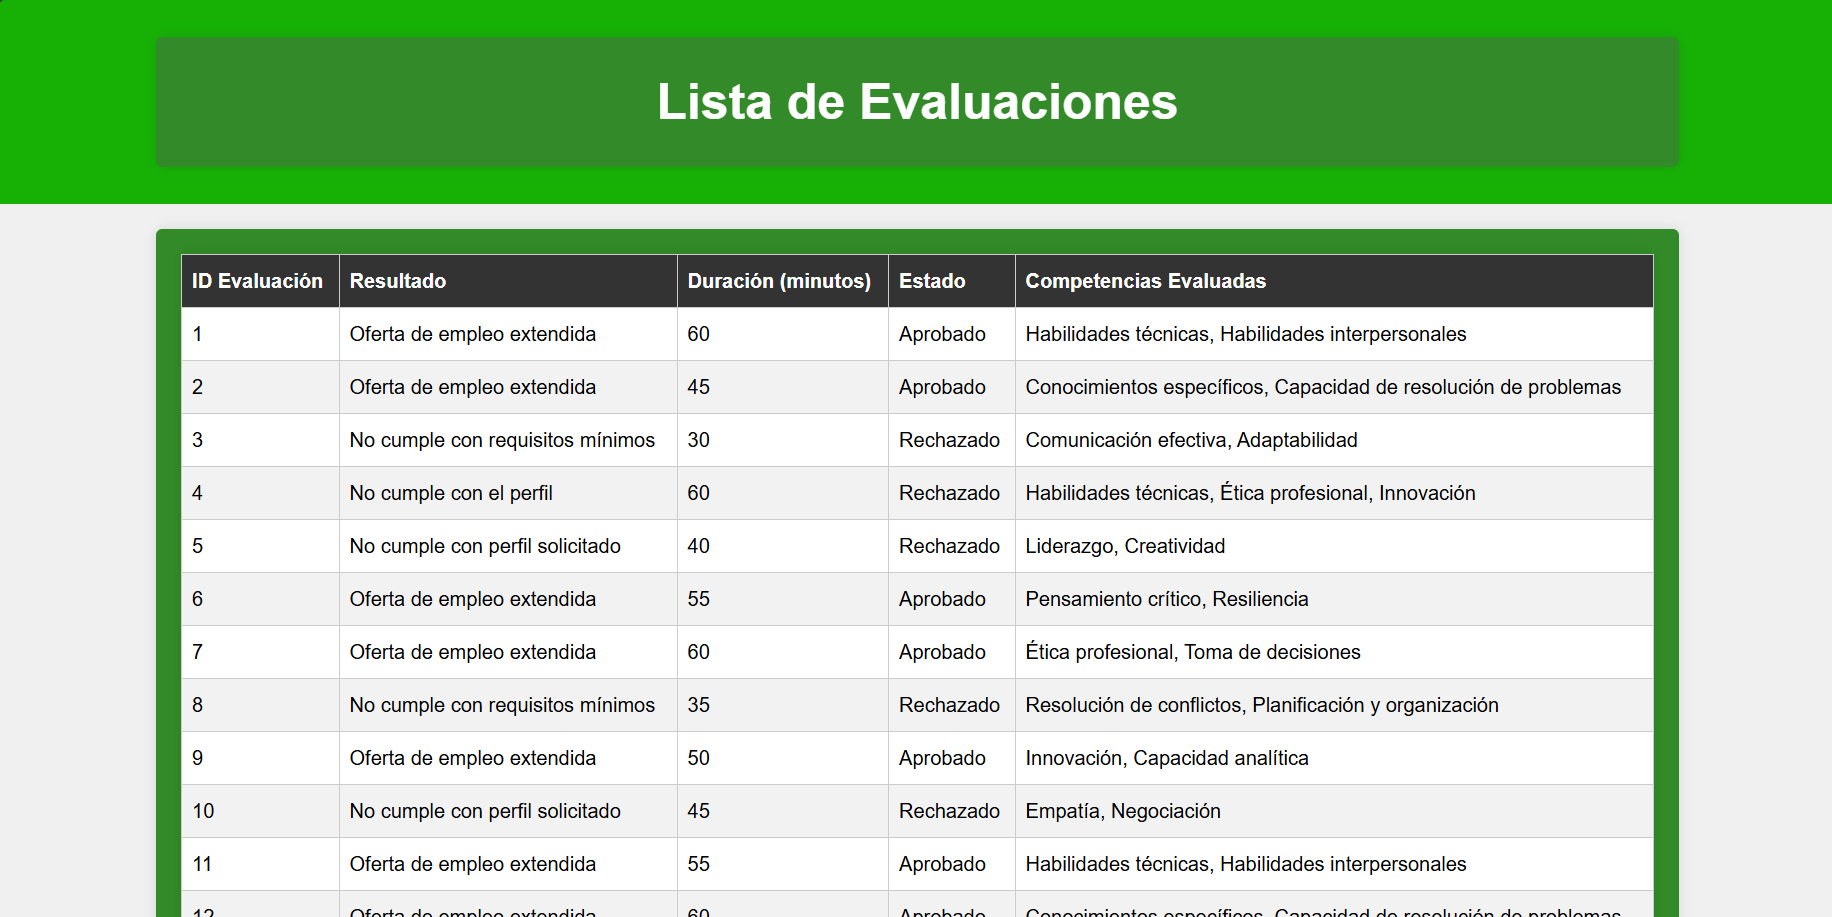 Lista de Evaluaciones
ID Evaluación Resultado Duración (minutos) Estado Competencias Evaluadas
1 Oferta de empleo extendida 60 Aprobado Habilidades técnicas, Habilidades interpersonales
2 Oferta de empleo extendida 45 Aprobado Conocimientos específicos, Capacidad de resolución de problemas
3 No cumple con requisitos mínimos 30 Rechazado Comunicación efectiva, Adaptabilidad
4 No cumple con el perfil 60 Rechazado Habilidades técnicas, Ética profesional, Innovación
5 No cumple con perfil solicitado 40 Rechazado Liderazgo, Creatividad
6 Oferta de empleo extendida 55 Aprobado Pensamiento crítico, Resiliencia
7 Oferta de empleo extendida 60 Aprobado Ética profesional, Toma de decisiones
8 No cumple con requisitos mínimos 35 Rechazado Resolución de conflictos, Planificación y organización
9 Oferta de empleo extendida 50 Aprobado Innovación, Capacidad analítica
10 No cumple con perfil solicitado 45 Rechazado Empatía, Negociación
11 Oferta de empleo extendida 55 Aprobado Habilidades técnicas, Habilidades interpersonales
12 Oferta de empleo extendida 60 Aprobado Conocimientos específicos, Capacidad de resolución de problemas